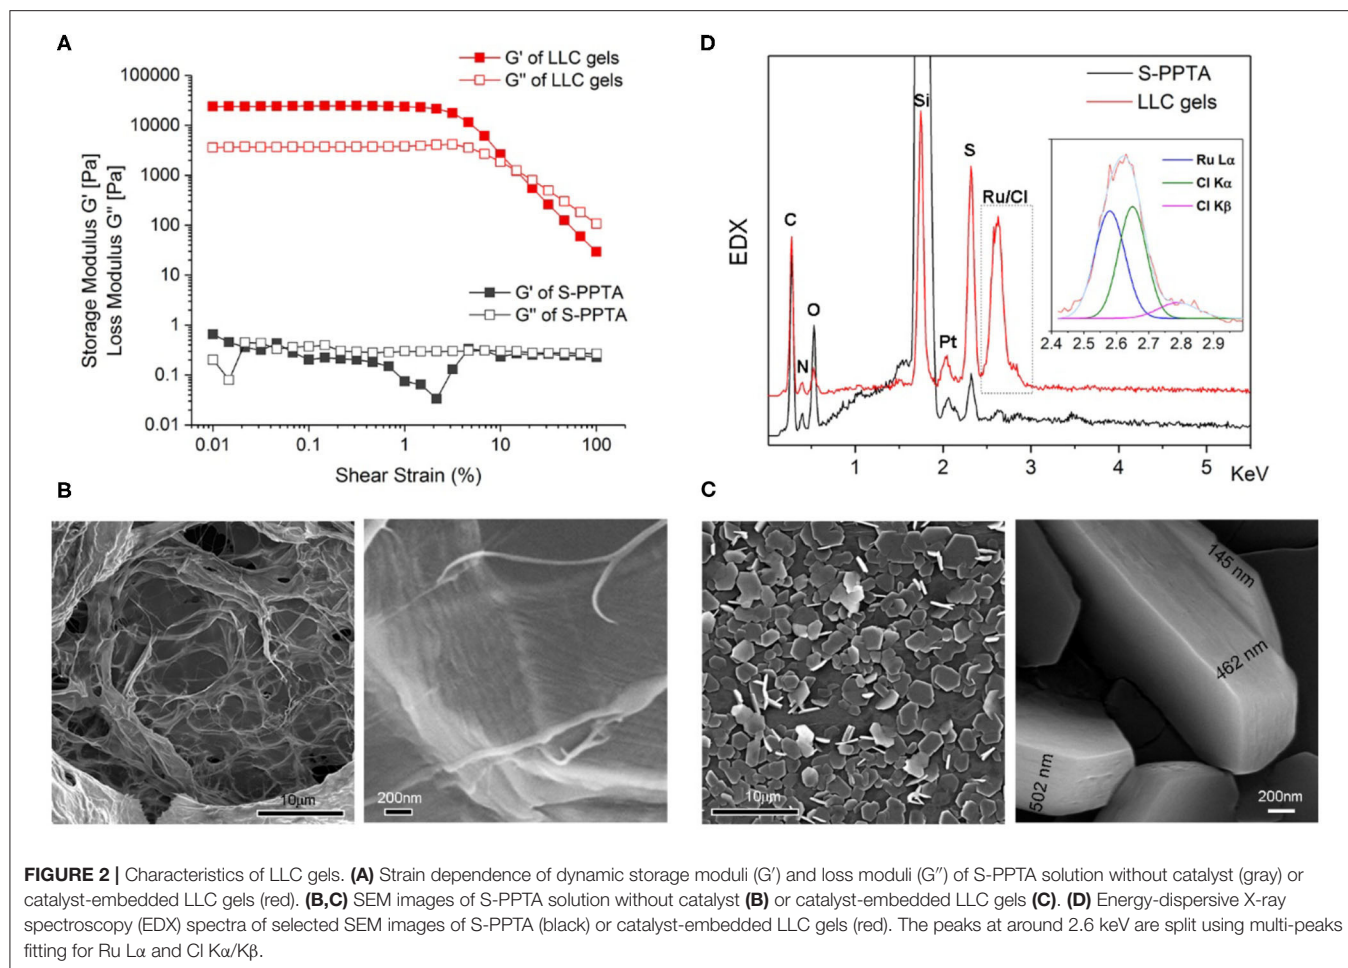 A
G' of LLC gels
G'' of LLC gels
100000
10000
1000
100
10
1
0.1
0.01
Storage Modulus G' [Pa]
Loss Modulus G'' [Pa]
G' of S-PPTA
G'' of S-PPTA
0.01
0.1
1
10
100
Shear Strain (%)
D
S-PPTA
LLC gels
EDX
C
N
O
Si
Pt
S
Ru/Cl
Ru Lα
Cl Kα
Cl Kβ
2.4 2.5 2.6 2.7 2.8 2.9
1
2
3
4
5
KeV
B
10μm
200nm
C
10μm
145 nm
462 nm
502 nm
200nm
FIGURE 2 | Characteristics of LLC gels. (A) Strain dependence of dynamic storage moduli (G′) and loss moduli (G″) of S-PPTA solution without catalyst (gray) or
catalyst-embedded LLC gels (red). (B,C) SEM images of S-PPTA solution without catalyst (B) or catalyst-embedded LLC gels (C). (D) Energy-dispersive X-ray
spectroscopy (EDX) spectra of selected SEM images of S-PPTA (black) or catalyst-embedded LLC gels (red). The peaks at around 2.6 keV are split using multi-peaks
fitting for Ru Lα and Cl Kα/Kβ.